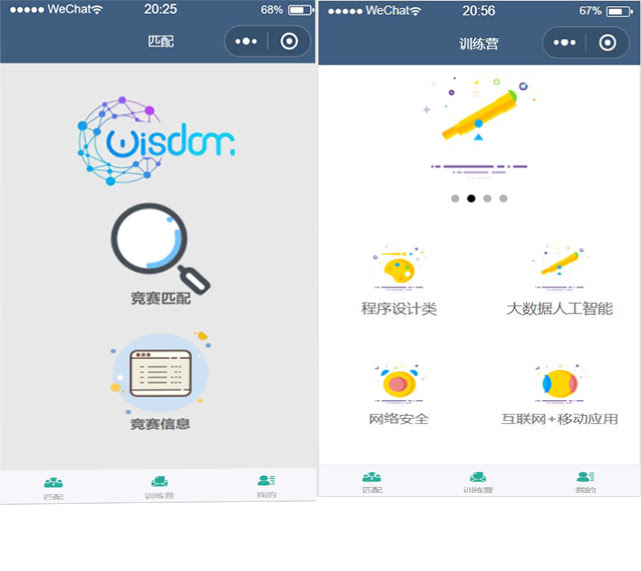 WeChat 20:25 68%
匹配
wisdom
竞赛匹配
竞赛信息
匹配 训练营 我的
WeChat 20:56 67%
训练营
程序设计类 大数据人工智能
网络安全 互联网+移动应用
匹配 训练营 我的